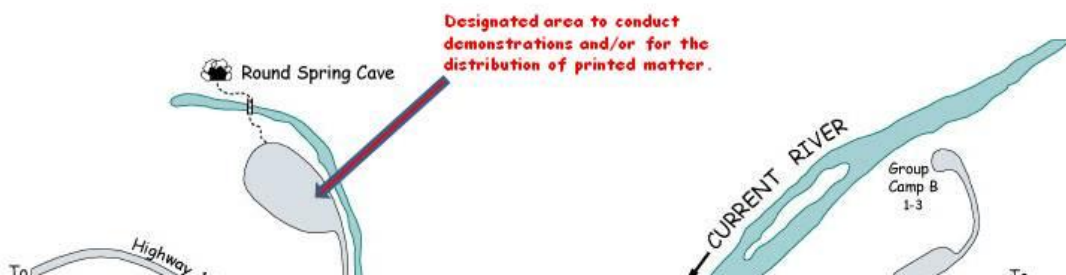 Designated area to conduct
demonstrations and/or for the
distribution of printed matter.
Round Spring Cave
CURRENT RIVER
Group
Camp B
1-3
Highway
To
To